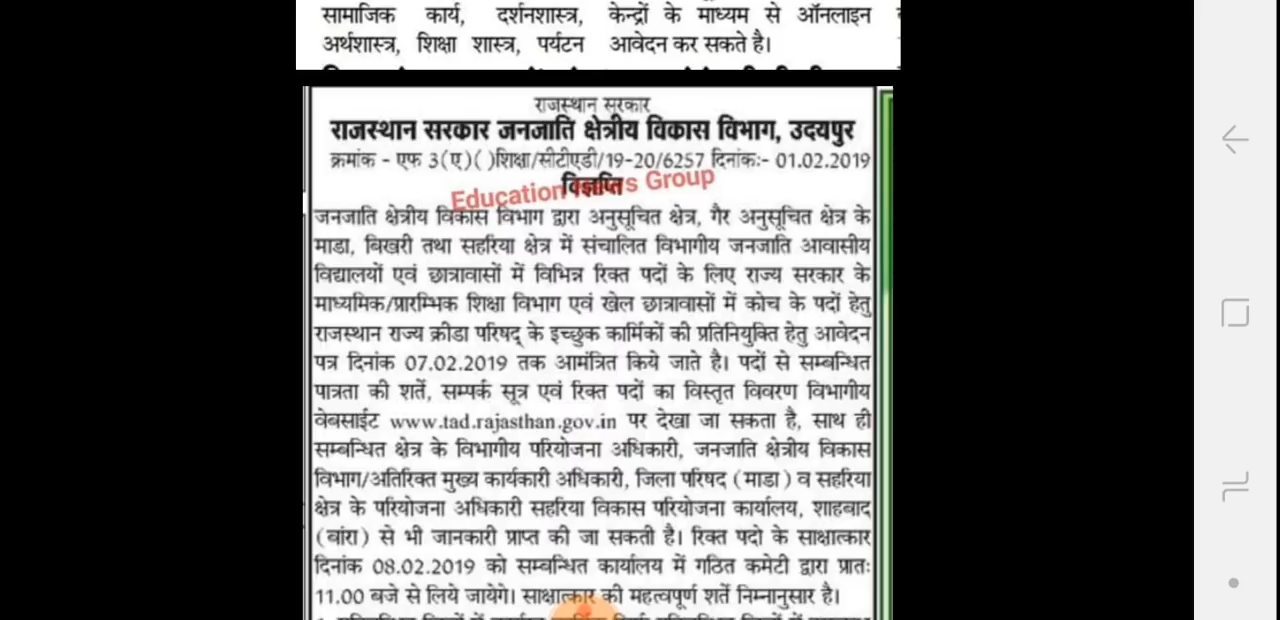 सामाजिक कार्य, दर्शनशास्त्र,
अर्थशास्त्र, शिक्षा शास्त्र, पर्यटन
केन्द्रों के माध्यम से ऑनलाइन
आवेदन कर सकते है।
राजस्थान सरकार
राजस्थान सरकार जनजाति क्षेत्रीय विकास विभाग, उदयपुर
क्रमांक - एफ 3(ए)( )शिक्षा/सीटीएडी/19-20/6257 दिनांकः- 01.02.2019
विज्ञप्ति
Education News Group
जनजाति क्षेत्रीय विकास विभाग द्वारा अनुसूचित क्षेत्र, गैर अनुसूचित क्षेत्र के
माडा, बिखरी तथा सहरिया क्षेत्र में संचालित विभागीय जनजाति आवासीय
विद्यालयों एवं छात्रावासों में विभिन्न रिक्त पदों के लिए राज्य सरकार के
माध्यमिक/प्रारम्भिक शिक्षा विभाग एवं खेल छात्रावासों में कोच के पदों हेतु
राजस्थान राज्य क्रीडा परिषद् के इच्छुक कार्मिकों की प्रतिनियुक्ति हेतु आवेदन
पत्र दिनांक 07.02.2019 तक आमंत्रित किये जाते है। पदों से सम्बन्धित
पात्रता की शर्तें, सम्पर्क सूत्र एवं रिक्त पदों का विस्तृत विवरण विभागीय
वेबसाईट www.tad.rajasthan.gov.in पर देखा जा सकता है, साथ ही
सम्बन्धित क्षेत्र के विभागीय परियोजना अधिकारी, जनजाति क्षेत्रीय विकास
विभाग/अतिरिक्त मुख्य कार्यकारी अधिकारी, जिला परिषद (माडा) व सहरिया
क्षेत्र के परियोजना अधिकारी सहरिया विकास परियोजना कार्यालय, शाहबाद
(बांरा) से भी जानकारी प्राप्त की जा सकती है। रिक्त पदो के साक्षात्कार
दिनांक 08.02.2019 को सम्बन्धित कार्यालय में गठित कमेटी द्वारा प्रातः
11.00 बजे से लिये जायेगे। साक्षात्कार की महत्वपूर्ण शर्ते निम्नानुसार है।